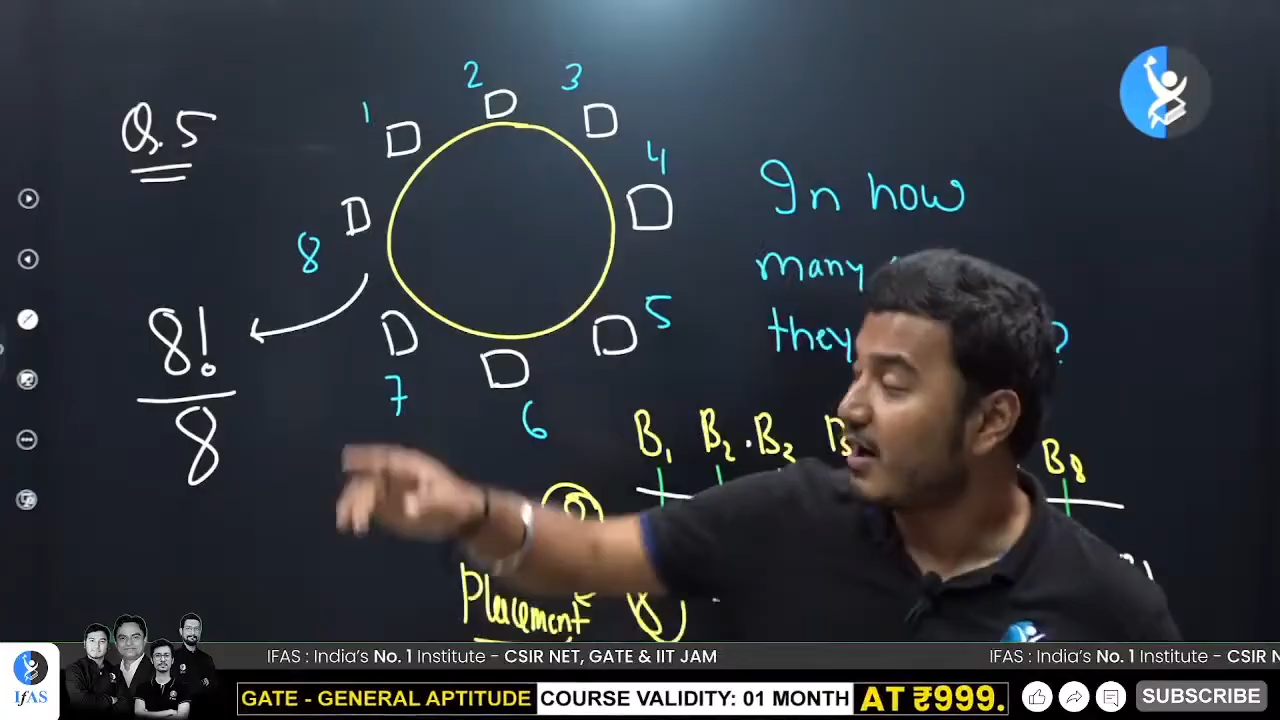 Q.5
1
2
3
4
5
6
7
8
8!
8
In how
many
they ?
B1 B2 . B2 B3 B8
Placement
IfAS
IFAS : India's No. 1 Institute - CSIR NET, GATE & IIT JAM
IFAS : India's No. 1 Institute - CSIR N
GATE - GENERAL APTITUDE COURSE VALIDITY: 01 MONTH AT ₹999.
SUBSCRIBE